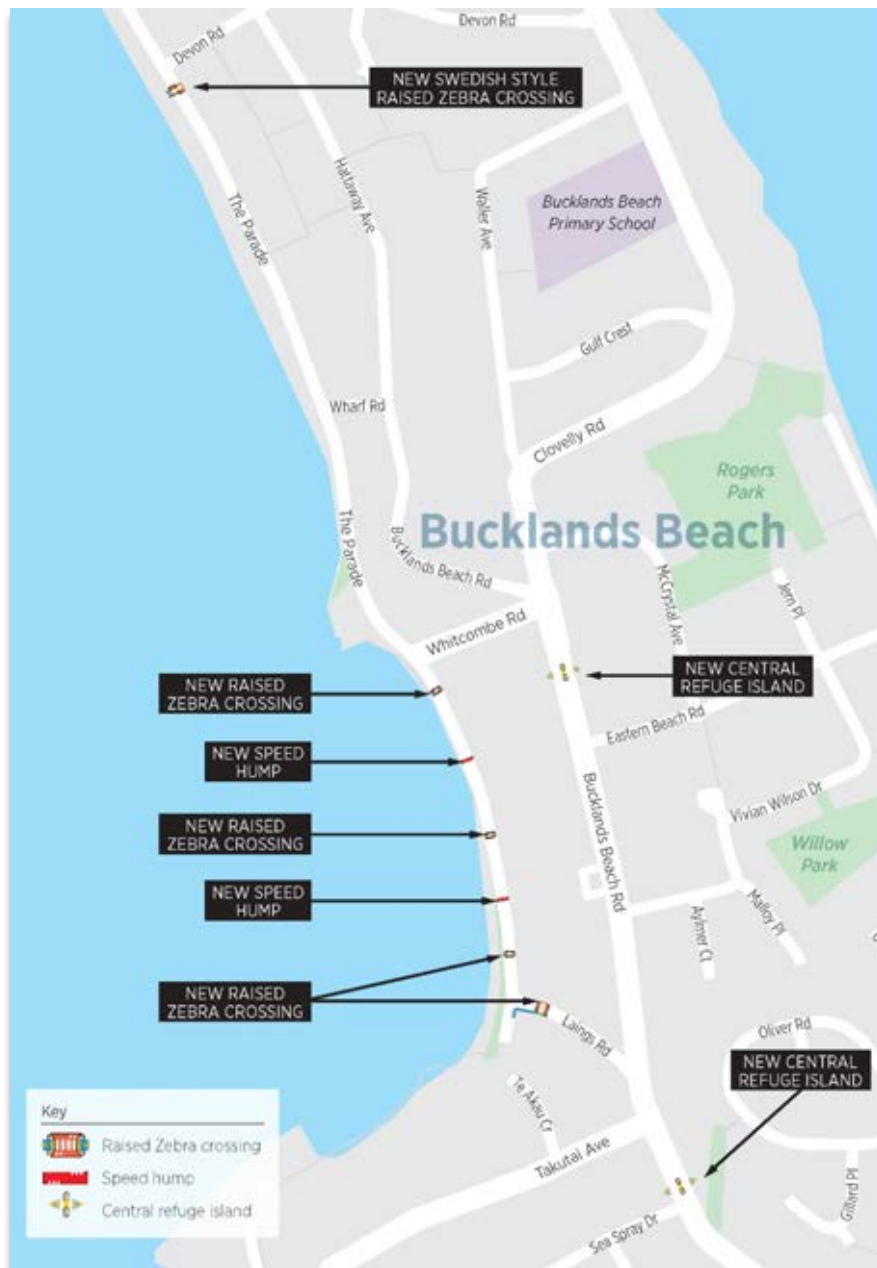 Devon Rd
Devon Rd
NEW SWEDISH STYLE
RAISED ZEBRA CROSSING
The Parade
Hattaway Ave
Waller Ave
Bucklands Beach
Primary School
Gulf Crest
Wharf Rd
Clovelly Rd
Rogers
Park
The Parade
Bucklands Beach
Bucklands Beach Rd
McCrystal Ave
Jern Pl
Whitcombe Rd
NEW CENTRAL
REFUGE ISLAND
NEW RAISED
ZEBRA CROSSING
Eastern Beach Rd
NEW SPEED
HUMP
Bucklands Beach Rd
Vivian Wilson Dr
NEW RAISED
ZEBRA CROSSING
Willow
Park
NEW SPEED
HUMP
Aylmer Ct
Malloy Pl
NEW RAISED
ZEBRA CROSSING
Laings Rd
Oliver Rd
NEW CENTRAL
REFUGE ISLAND
Te Akau Cr
Takutai Ave
Sea Spray Dr
Gillard Pl
Key
Raised Zebra crossing
Speed hump
Central refuge island